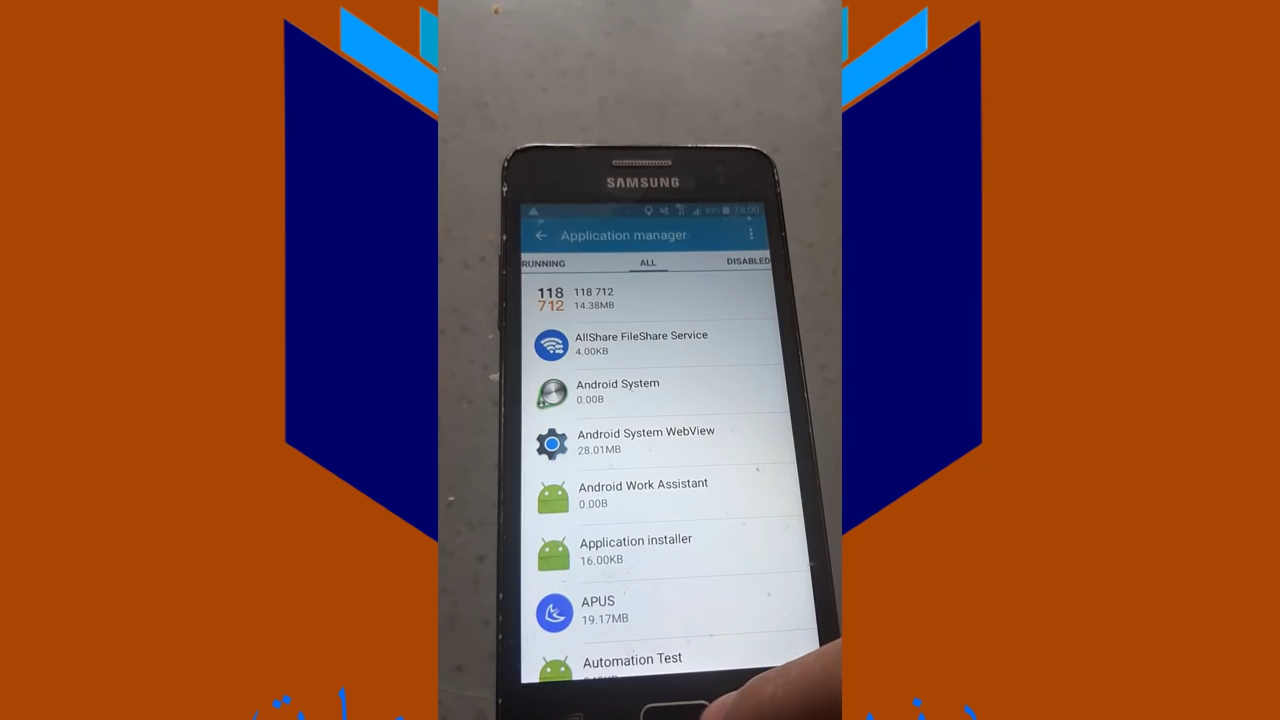 SAMSUNG
18:00
Application manager
RUNNING ALL DISABLED
118 712
118 712
14.38MB
AllShare FileShare Service
4.00KB
Android System
0.00B
Android System WebView
28.01MB
Android Work Assistant
0.00B
Application installer
16.00KB
APUS
19.17MB
Automation Test